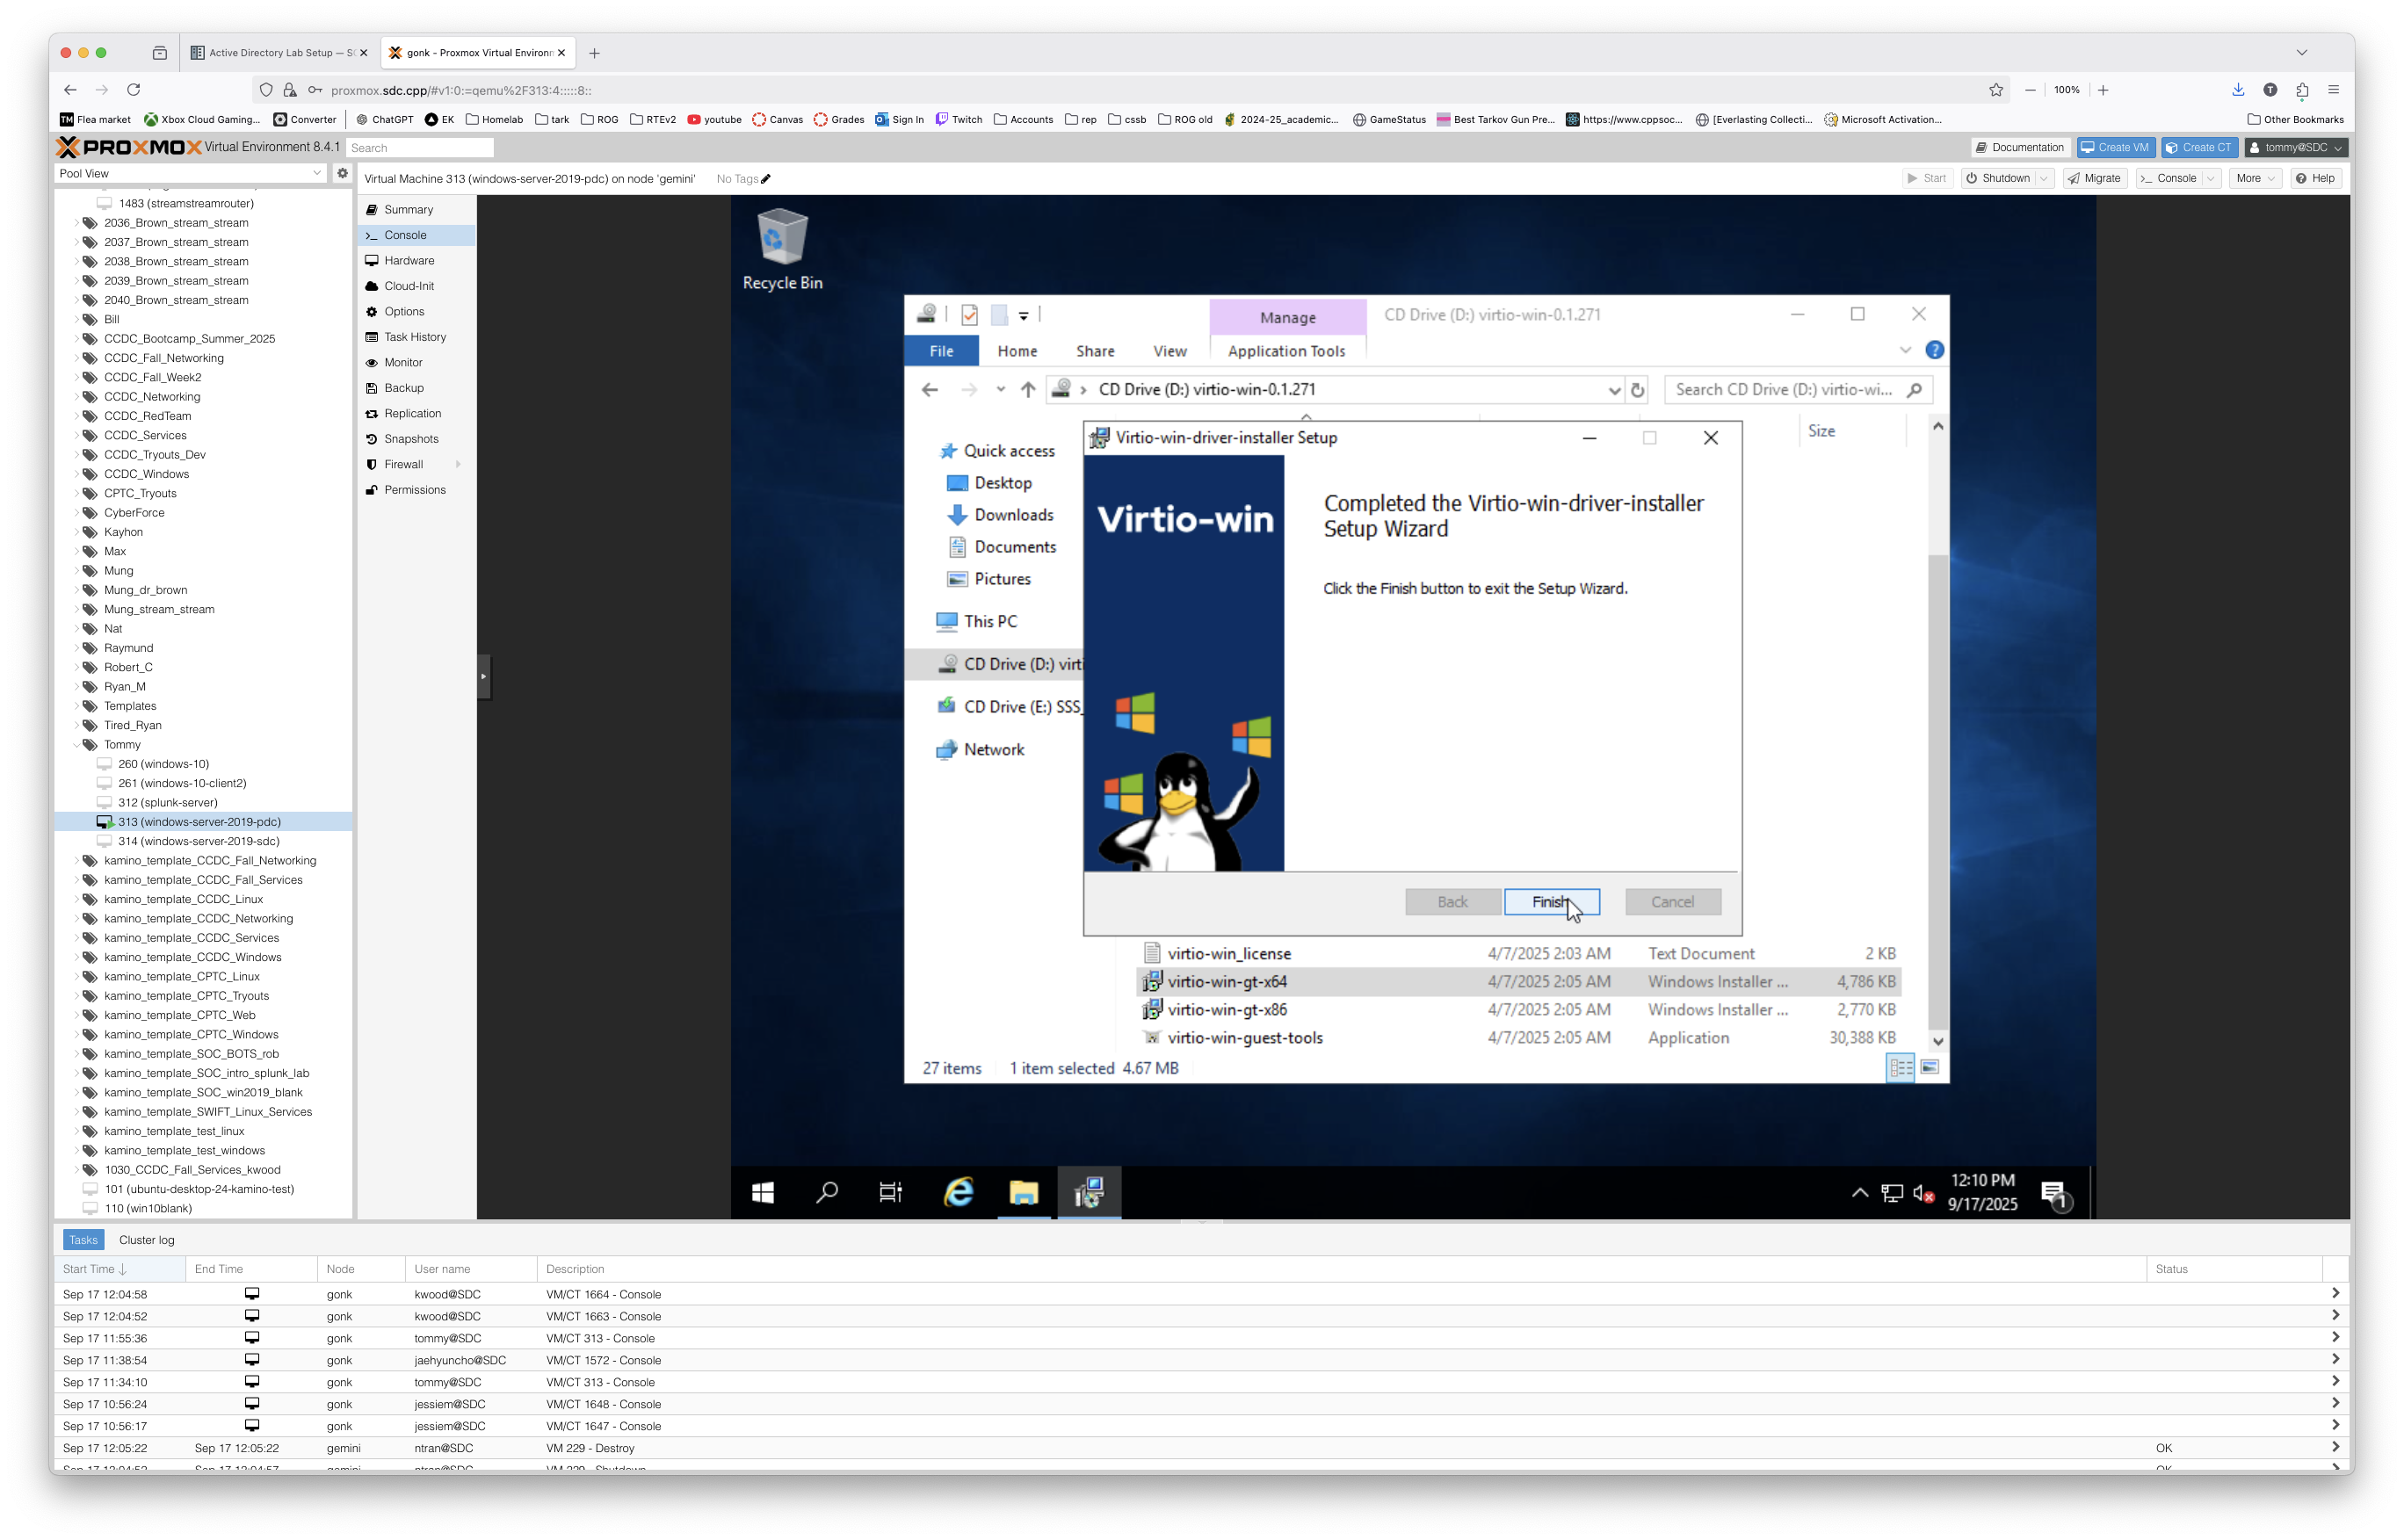 Active Directory Lab Setup — S
gonk - Proxmox Virtual Environm
proxmox.sdc.cpp/#v1:0:=qemu%2F313:4:::::8::
100%
T
TM Flea market
Xbox Cloud Gaming...
Converter
ChatGPT
EK
Homelab
tark
ROG
RTEv2
youtube
Canvas
Grades
Sign In
Twitch
Accounts
rep
cssb
ROG old
2024-25_academic...
GameStatus
Best Tarkov Gun Pre...
https://www.cppsoc...
[Everlasting Collecti...
Microsoft Activation...
Other Bookmarks
PROXMOX Virtual Environment 8.4.1
Search
Documentation
Create VM
Create CT
tommy@SDC
Pool View
Virtual Machine 313 (windows-server-2019-pdc) on node 'gemini'
No Tags
Start
Shutdown
Migrate
Console
More
Help
1483 (streamstreamrouter)
2036_Brown_stream_stream
2037_Brown_stream_stream
2038_Brown_stream_stream
2039_Brown_stream_stream
2040_Brown_stream_stream
Bill
CCDC_Bootcamp_Summer_2025
CCDC_Fall_Networking
CCDC_Fall_Week2
CCDC_Networking
CCDC_RedTeam
CCDC_Services
CCDC_Tryouts_Dev
CCDC_Windows
CPTC_Tryouts
CyberForce
Kayhon
Max
Mung
Mung_dr_brown
Mung_stream_stream
Nat
Raymund
Robert_C
Ryan_M
Templates
Tired_Ryan
Tommy
260 (windows-10)
261 (windows-10-client2)
312 (splunk-server)
313 (windows-server-2019-pdc)
314 (windows-server-2019-sdc)
kamino_template_CCDC_Fall_Networking
kamino_template_CCDC_Fall_Services
kamino_template_CCDC_Linux
kamino_template_CCDC_Networking
kamino_template_CCDC_Services
kamino_template_CCDC_Windows
kamino_template_CPTC_Linux
kamino_template_CPTC_Tryouts
kamino_template_CPTC_Web
kamino_template_CPTC_Windows
kamino_template_SOC_BOTS_rob
kamino_template_SOC_intro_splunk_lab
kamino_template_SOC_win2019_blank
kamino_template_SWIFT_Linux_Services
kamino_template_test_linux
kamino_template_test_windows
1030_CCDC_Fall_Services_kwood
101 (ubuntu-desktop-24-kamino-test)
110 (win10blank)
Summary
Console
Hardware
Cloud-Init
Options
Task History
Monitor
Backup
Replication
Snapshots
Firewall
Permissions
Recycle Bin
Manage
CD Drive (D:) virtio-win-0.1.271
File
Home
Share
View
Application Tools
CD Drive (D:) virtio-win-0.1.271
Search CD Drive (D:) virtio-wi...
Size
Quick access
Desktop
Downloads
Documents
Pictures
This PC
CD Drive (D:) virti
CD Drive (E:) SSS_
Network
Virtio-win-driver-installer Setup
Virtio-win
Completed the Virtio-win-driver-installer
Setup Wizard
Click the Finish button to exit the Setup Wizard.
Back
Finish
Cancel
virtio-win_license 4/7/2025 2:03 AM Text Document 2 KB
virtio-win-gt-x64 4/7/2025 2:05 AM Windows Installer ... 4,786 KB
virtio-win-gt-x86 4/7/2025 2:05 AM Windows Installer ... 2,770 KB
virtio-win-guest-tools 4/7/2025 2:05 AM Application 30,388 KB
27 items 1 item selected 4.67 MB
12:10 PM
9/17/2025
1
Tasks
Cluster log
Start Time End Time Node User name Description Status
Sep 17 12:04:58 gonk kwood@SDC VM/CT 1664 - Console
Sep 17 12:04:52 gonk kwood@SDC VM/CT 1663 - Console
Sep 17 11:55:36 gonk tommy@SDC VM/CT 313 - Console
Sep 17 11:38:54 gonk jaehyuncho@SDC VM/CT 1572 - Console
Sep 17 11:34:10 gonk tommy@SDC VM/CT 313 - Console
Sep 17 10:56:24 gonk jessiem@SDC VM/CT 1648 - Console
Sep 17 10:56:17 gonk jessiem@SDC VM/CT 1647 - Console
Sep 17 12:05:22 Sep 17 12:05:22 gemini ntran@SDC VM 229 - Destroy OK